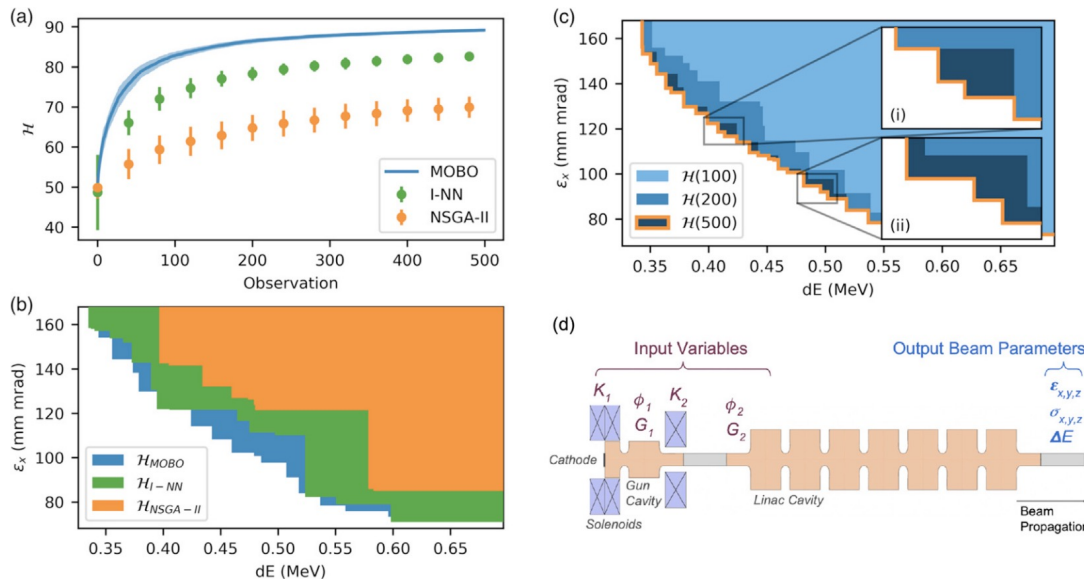 (a)
90
80
70
60
50
40
ℋ
0 100 200 300 400 500
Observation
MOBO
I-NN
NSGA-II
(b)
160
140
120
100
80
εx (mm mrad)
0.35 0.40 0.45 0.50 0.55 0.60 0.65
dE (MeV)
ℋMOBO
ℋI−NN
ℋNSGA−II
(c)
160
140
120
100
80
εx (mm mrad)
0.35 0.40 0.45 0.50 0.55 0.60 0.65
dE (MeV)
ℋ(100)
ℋ(200)
ℋ(500)
(i)
(ii)
(d)
Input Variables
Output Beam Parameters
K1
ϕ1
G1
K2
ϕ2
G2
εx,y,z
σx,y,z
ΔE
Cathode
Solenoids
Gun
Cavity
Linac Cavity
Beam
Propagation